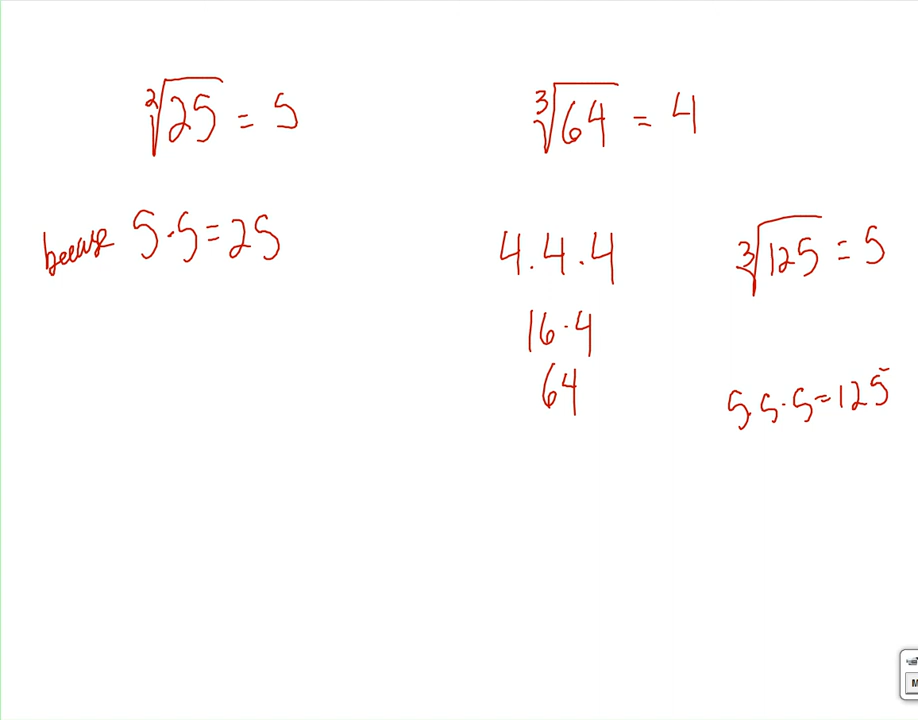 ²√25 = 5
because 5·5=25
³√64 = 4
4.4.4
16·4
64
³√125 = 5
5.5.5=125
M